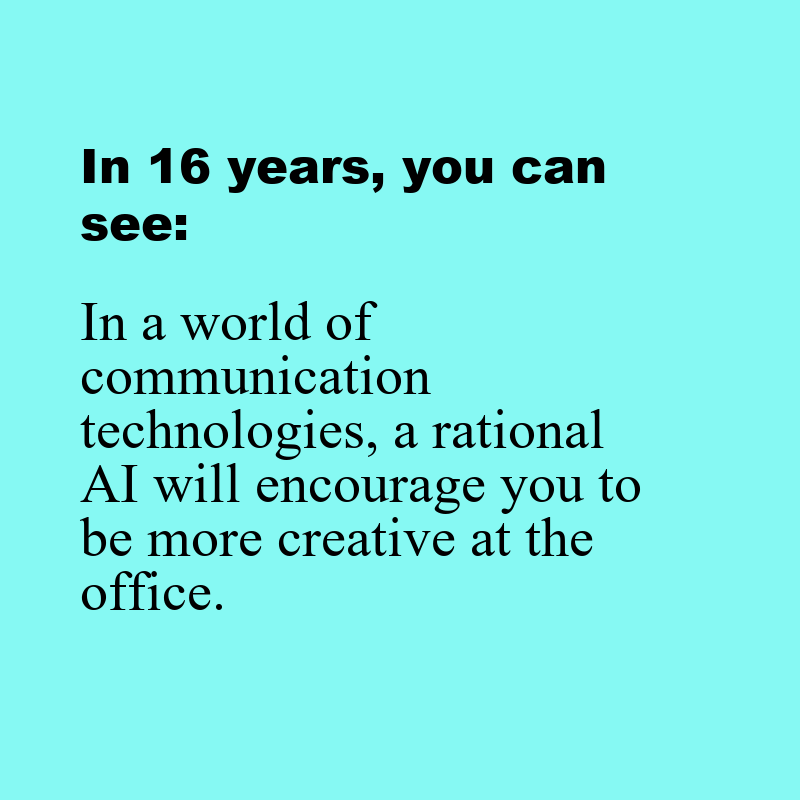 In 16 years, you can
see:
In a world of
communication
technologies, a rational
AI will encourage you to
be more creative at the
office.